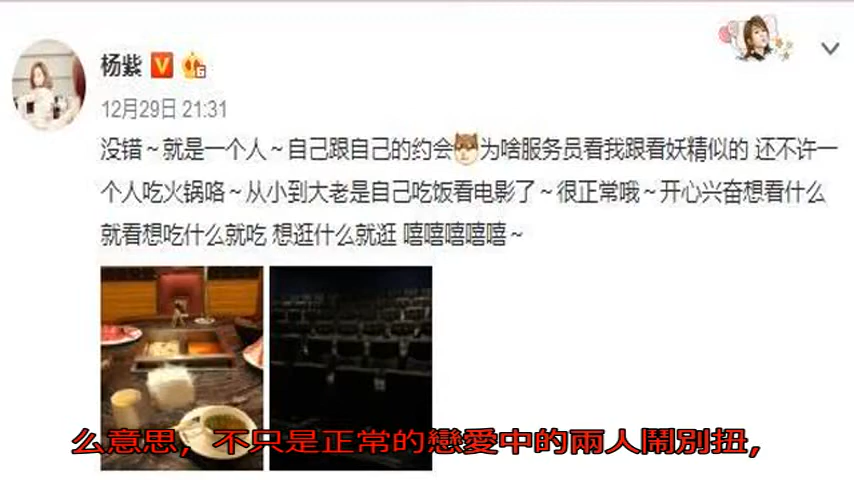 杨紫
12月29日 21:31
没错～就是一个人～自己跟自己的约会为啥服务员看我跟看妖精似的 还不许一
个人吃火锅咯～从小到大老是自己吃饭看电影了～很正常哦～开心兴奋想看什么
就看想吃什么就吃 想逛什么就逛 嘻嘻嘻嘻嘻～
么意思，不只是正常的戀愛中的兩人鬧別扭，